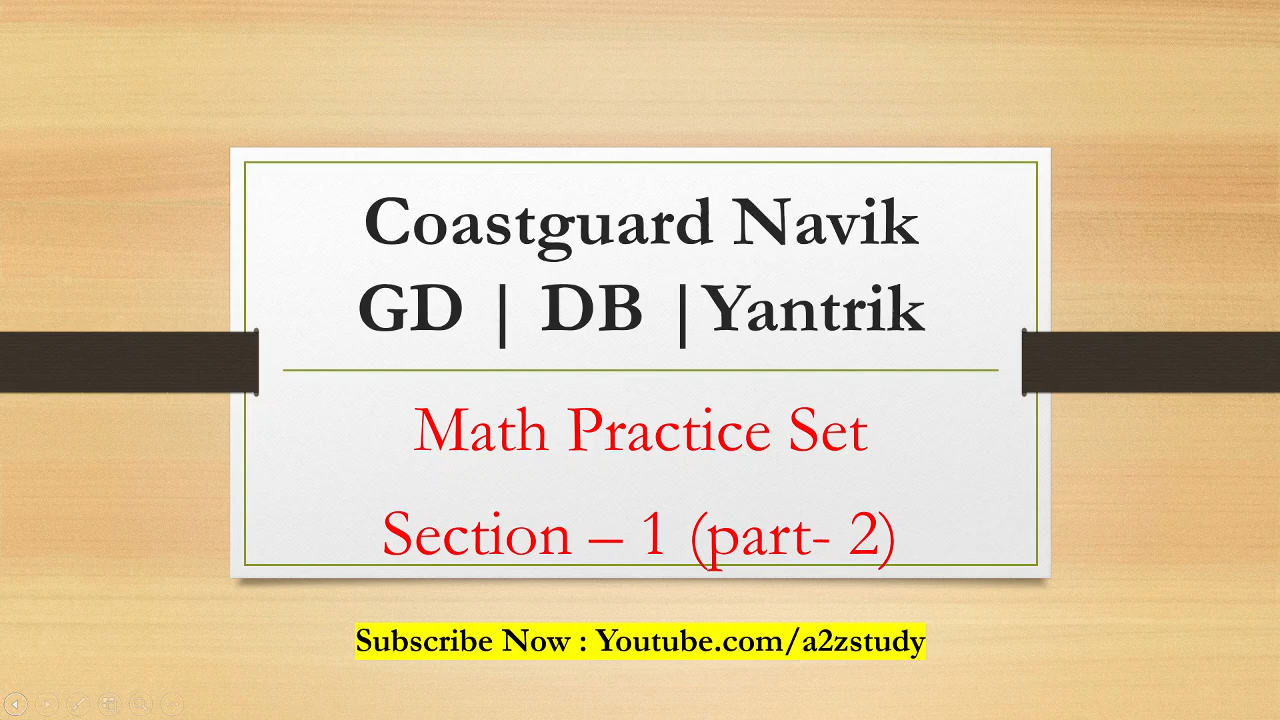 Coastguard Navik
GD | DB |Yantrik
Math Practice Set
Section – 1 (part- 2)
Subscribe Now : Youtube.com/a2zstudy